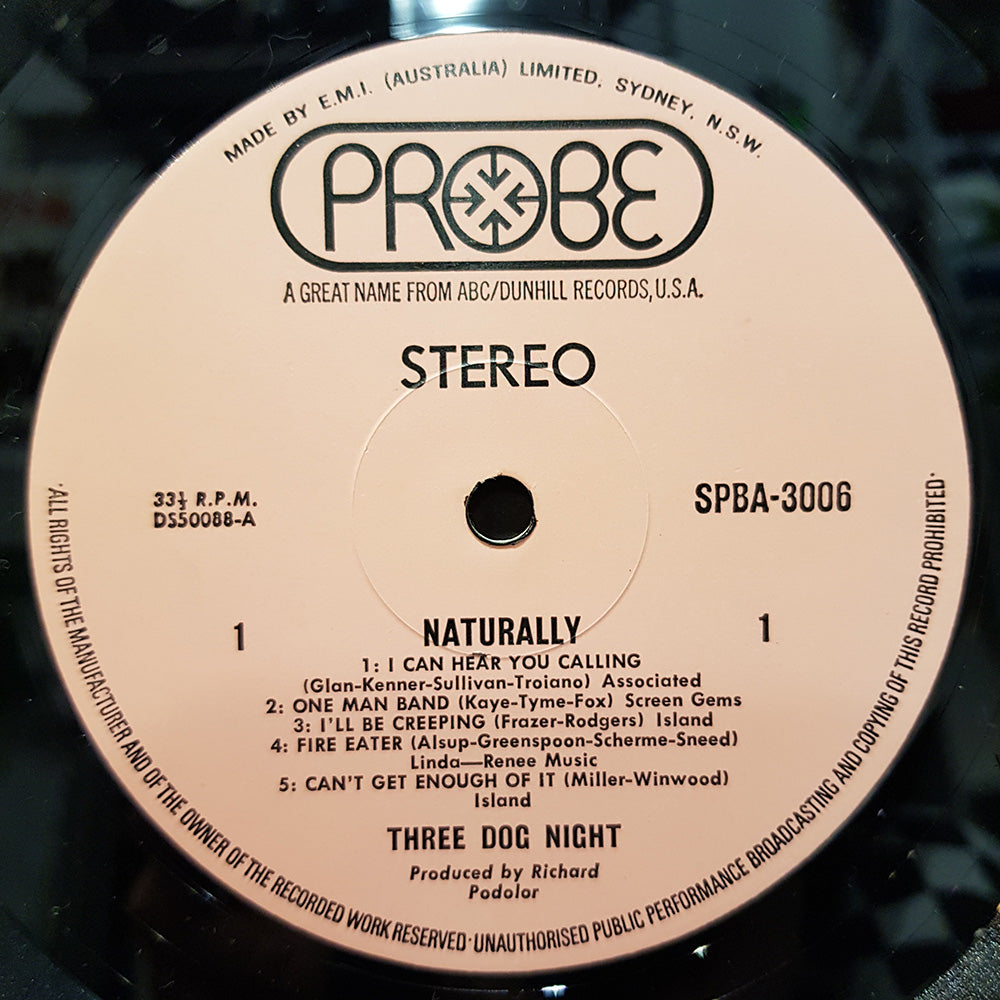 MADE BY E.M.I. (AUSTRALIA) LIMITED. SYDNEY. N.S.W.
PROBE
A GREAT NAME FROM ABC/DUNHILL RECORDS, U.S.A.
STEREO
33⅓ R.P.M.
DS50088-A
SPBA-3006
1
1
NATURALLY
1: I CAN HEAR YOU CALLING
(Glan-Kenner-Sullivan-Troiano) Associated
2: ONE MAN BAND (Kaye-Tyme-Fox) Screen Gems
3: I'LL BE CREEPING (Frazer-Rodgers) Island
4: FIRE EATER (Alsup-Greenspoon-Scherme-Sneed)
Linda—Renee Music
5: CAN'T GET ENOUGH OF IT (Miller-Winwood)
Island
THREE DOG NIGHT
Produced by Richard
Podolor
·ALL RIGHTS OF THE MANUFACTURER AND OF THE OWNER OF THE RECORDED WORK RESERVED·UNAUTHORISED PUBLIC PERFORMANCE BROADCASTING AND COPYING OF THIS RECORD PROHIBITED·